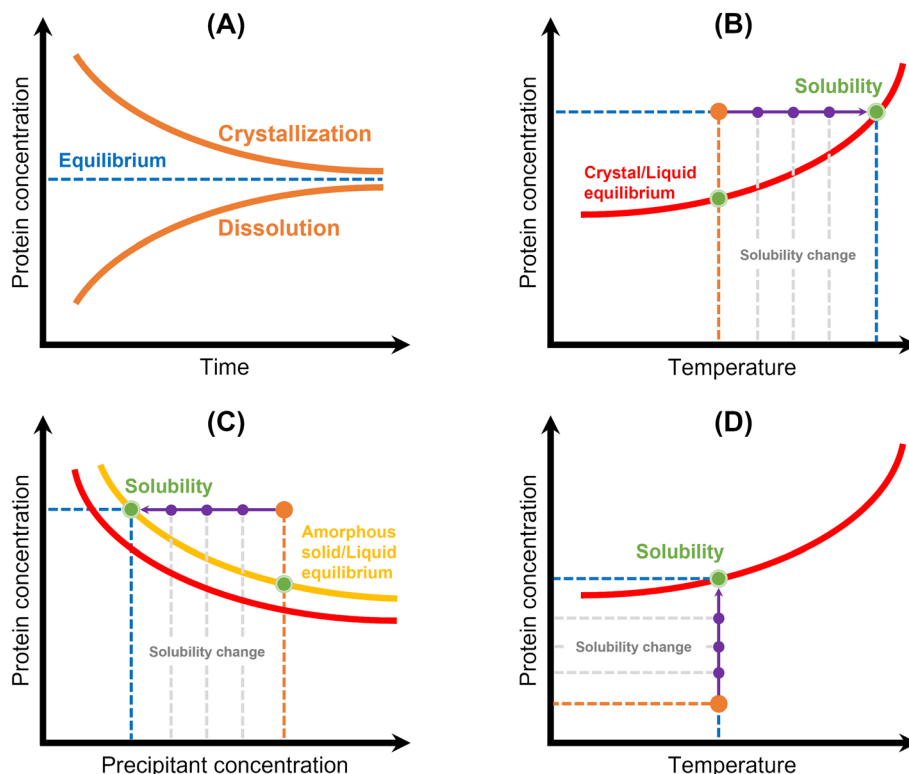 (A)
Protein concentration
Crystallization
Equilibrium
Dissolution
Time
(B)
Protein concentration
Solubility
Crystal/Liquid
equilibrium
Solubility change
Temperature
(C)
Protein concentration
Solubility
Amorphous
solid/Liquid
equilibrium
Solubility change
Precipitant concentration
(D)
Protein concentration
Solubility
Solubility change
Temperature